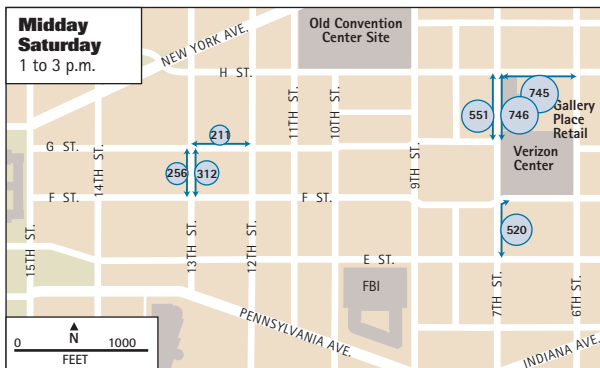 Midday
Saturday
1 to 3 p.m.
NEW YORK AVE.
Old Convention
Center Site
H ST.
11TH ST.
10TH ST.
551
745
746
Gallery
Place
Retail
Verizon
Center
G ST.
211
14TH ST.
256
312
9TH ST.
F ST.
F ST.
520
15TH ST.
13TH ST.
12TH ST.
E ST.
FBI
7TH ST.
6TH ST.
PENNSYLVANIA AVE.
INDIANA AVE.
N
0 1000
FEET